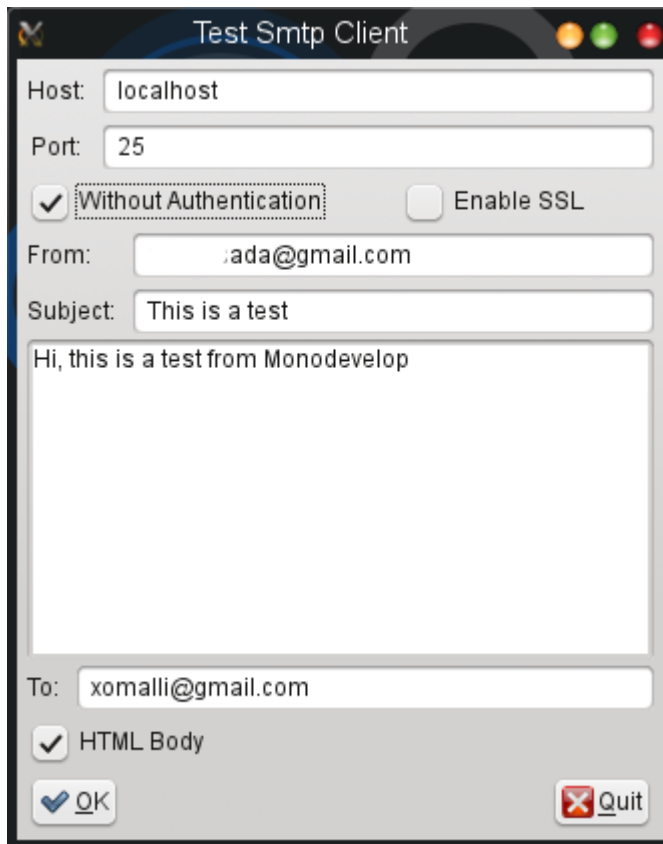 Test Smtp Client
Host: localhost
Port: 25
Without Authentication Enable SSL
From: ada@gmail.com
Subject: This is a test
Hi, this is a test from Monodevelop
To: xomalli@gmail.com
HTML Body
OK Quit